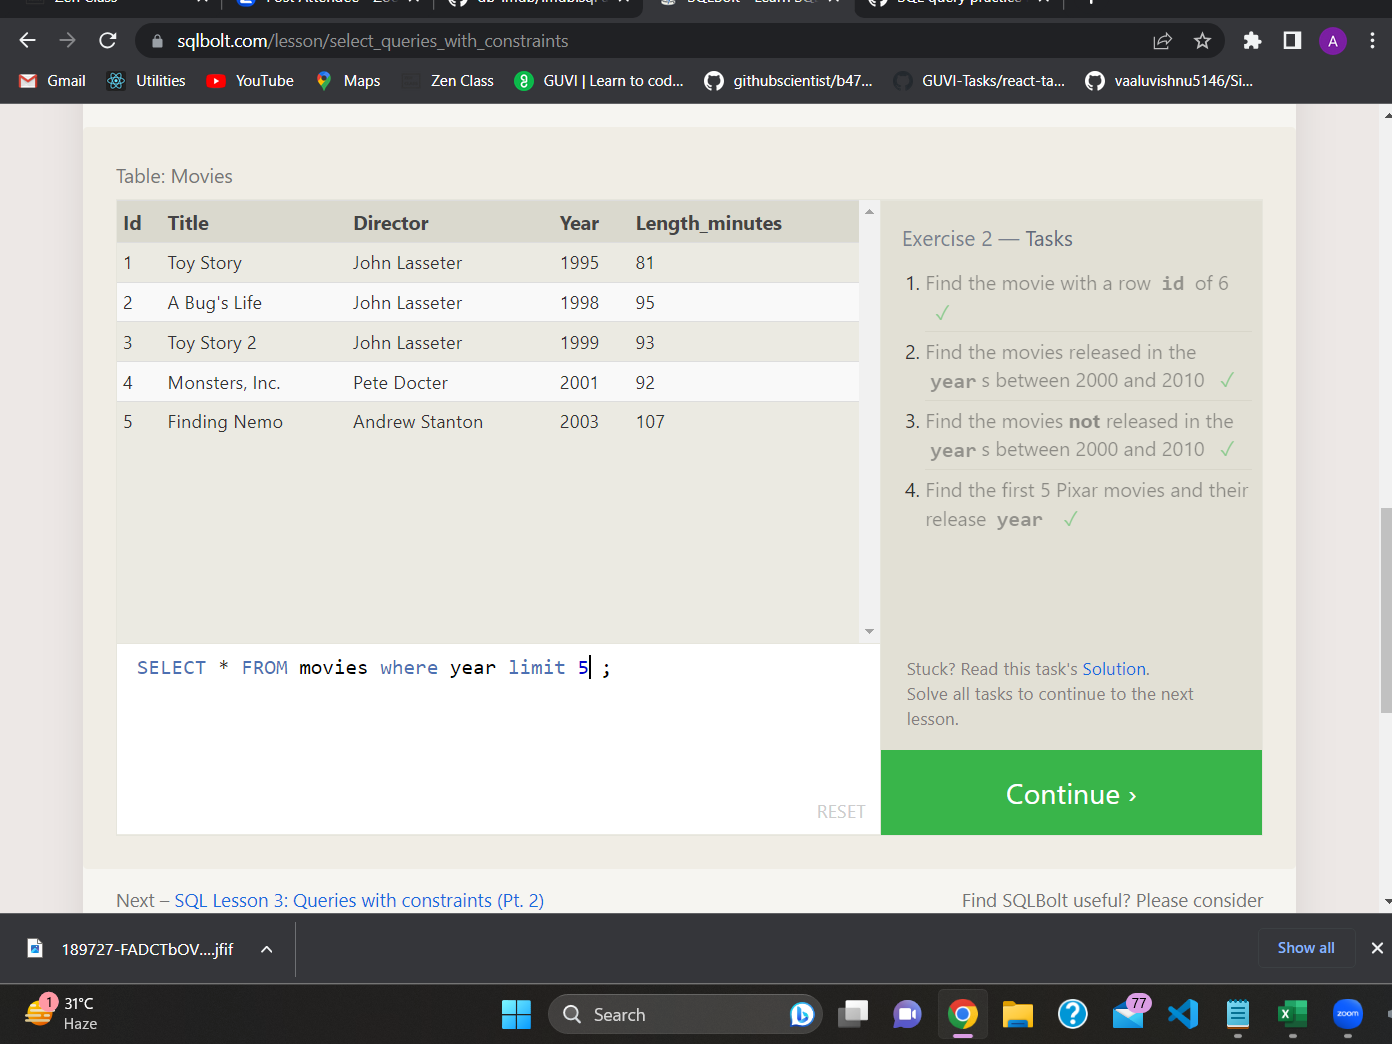 sqlbolt.com/lesson/select_queries_with_constraints
A
Gmail Utilities YouTube Maps Zen Class GUVI | Learn to cod... githubscientist/b47... GUVI-Tasks/react-ta... vaaluvishnu5146/Si...
Table: Movies
Id Title Director Year Length_minutes
1 Toy Story John Lasseter 1995 81
2 A Bug's Life John Lasseter 1998 95
3 Toy Story 2 John Lasseter 1999 93
4 Monsters, Inc. Pete Docter 2001 92
5 Finding Nemo Andrew Stanton 2003 107
SELECT * FROM movies where year limit 5 ;
RESET
Exercise 2 — Tasks
1. Find the movie with a row id of 6
✓
2. Find the movies released in the
year s between 2000 and 2010 ✓
3. Find the movies not released in the
year s between 2000 and 2010 ✓
4. Find the first 5 Pixar movies and their
release year ✓
Stuck? Read this task's Solution.
Solve all tasks to continue to the next
lesson.
Continue ›
Next – SQL Lesson 3: Queries with constraints (Pt. 2)
Find SQLBolt useful? Please consider
189727-FADCTbOV....jfif
Show all
1
31°C
Haze
Search
77
zoom